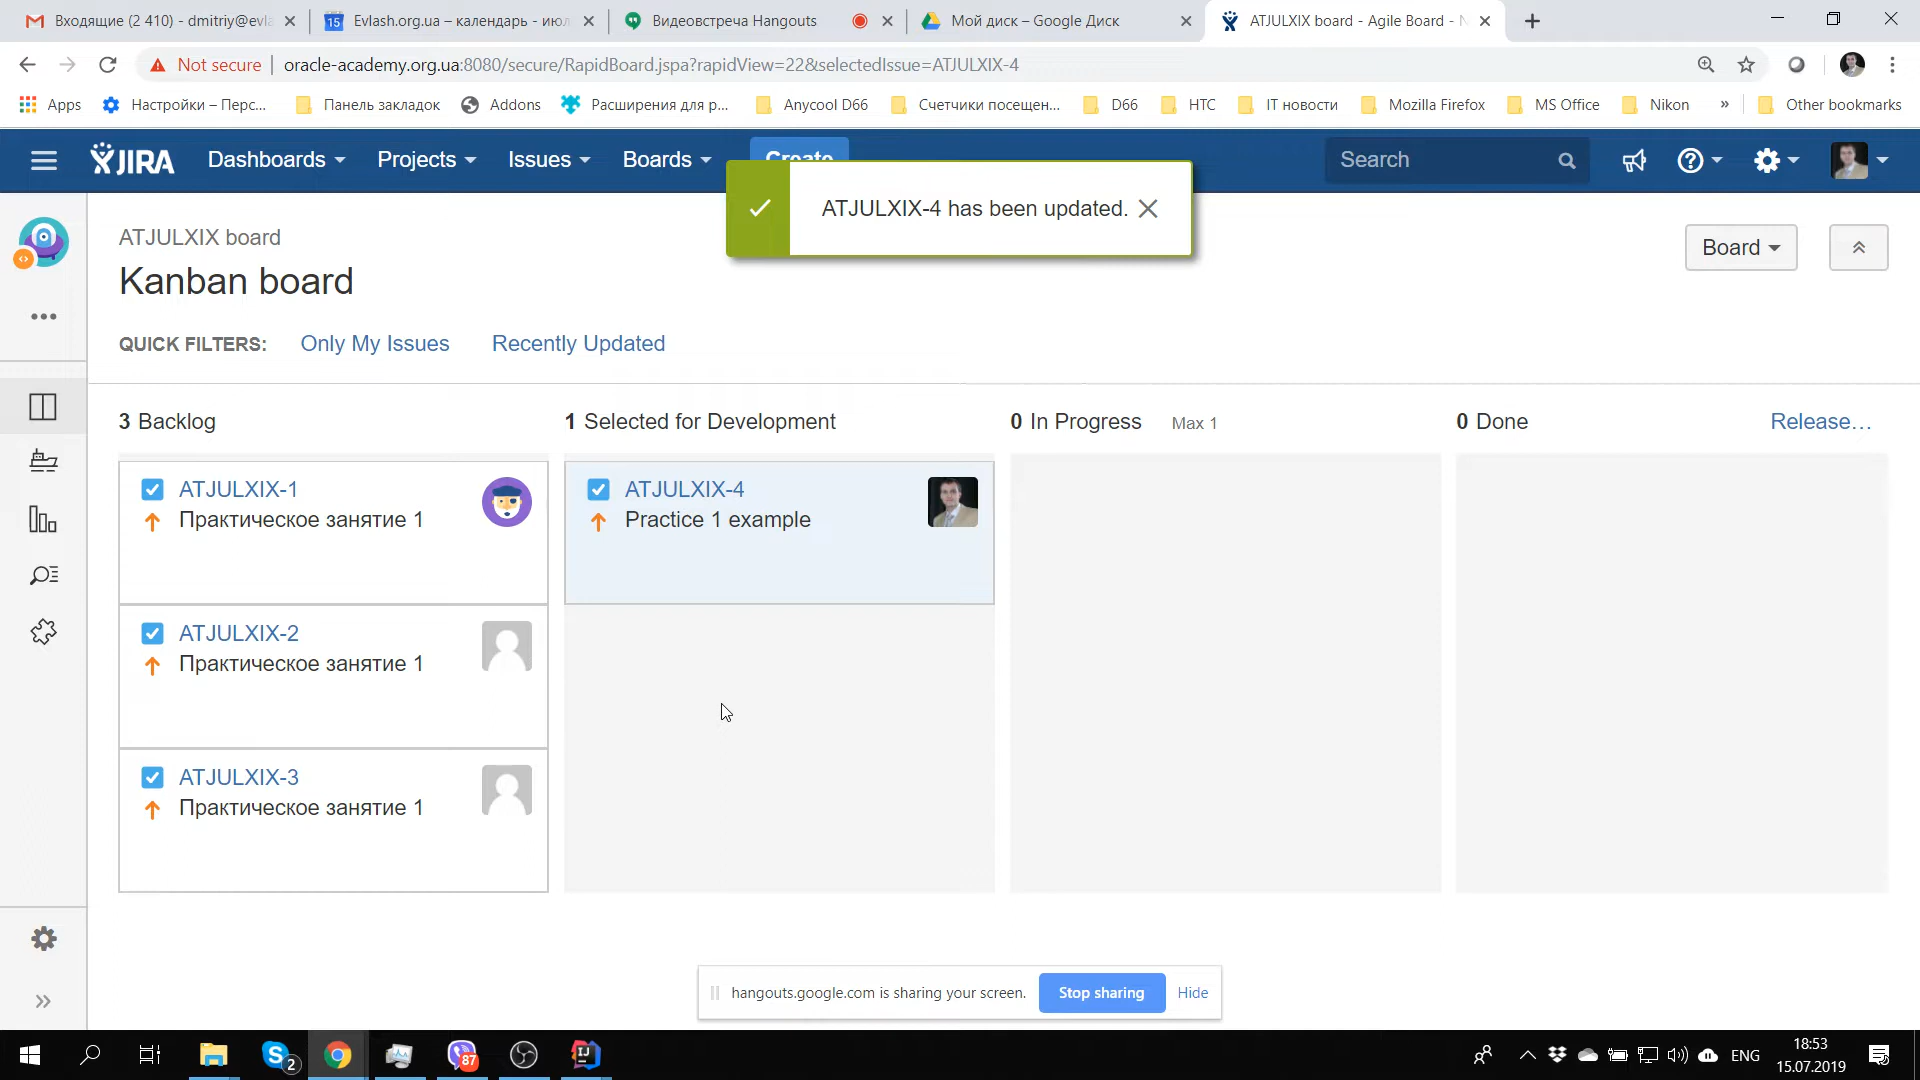 Входящие (2 410) - dmitriy@evla
Evlash.org.ua – календарь - июл
Видеовстреча Hangouts
Мой диск – Google Диск
ATJULXIX board - Agile Board - N
Not secure
oracle-academy.org.ua:8080/secure/RapidBoard.jspa?rapidView=22&selectedIssue=ATJULXIX-4
Apps
Настройки – Перс...
Панель закладок
Addons
Расширения для р...
Anycool D66
Счетчики посещен...
D66
HTC
IT новости
Mozilla Firefox
MS Office
Nikon
»
Other bookmarks
JIRA
Dashboards
Projects
Issues
Boards
Create
Search
ATJULXIX-4 has been updated.
ATJULXIX board
Kanban board
Board
QUICK FILTERS:
Only My Issues
Recently Updated
3 Backlog
1 Selected for Development
0 In Progress Max 1
0 Done
Release…
ATJULXIX-1
Практическое занятие 1
ATJULXIX-4
Practice 1 example
ATJULXIX-2
Практическое занятие 1
ATJULXIX-3
Практическое занятие 1
hangouts.google.com is sharing your screen.
Stop sharing
Hide
2
87
IJ
ENG
18:53
15.07.2019